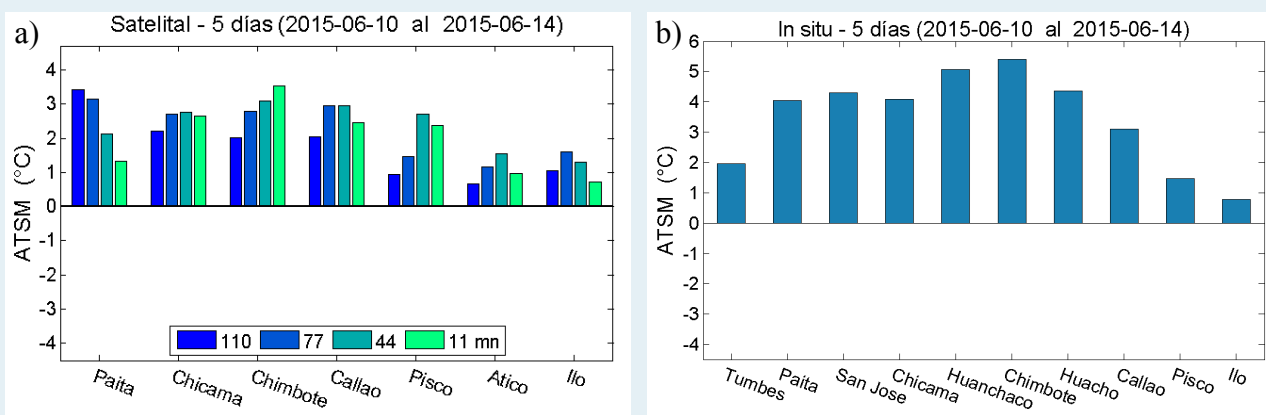 a)
Satelital - 5 días (2015-06-10 al 2015-06-14)
ATSM (°C)
4
3
2
1
0
-1
-2
-3
-4
110 77 44 11 mn
Paita Chicama Chimbote Callao Pisco Atico Ilo
b)
In situ - 5 días (2015-06-10 al 2015-06-14)
ATSM (°C)
6
5
4
3
2
1
0
-1
-2
-3
-4
Tumbes Paita San Jose Chicama Huanchaco Chimbote Huacho Callao Pisco Ilo